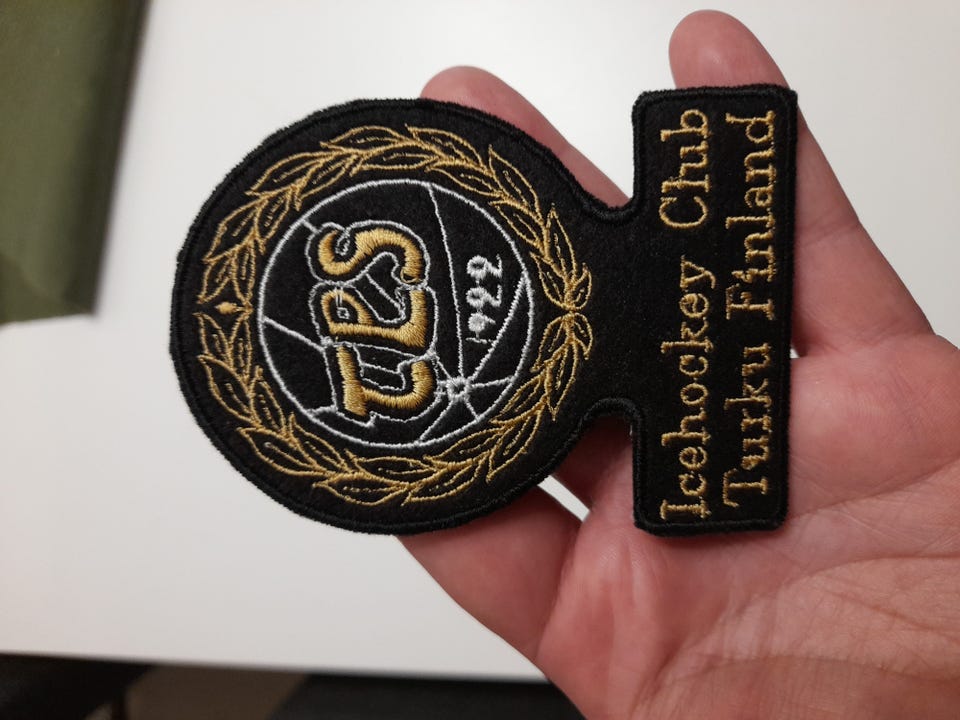 TPS
1922
Icehockey Club
Turku Finland